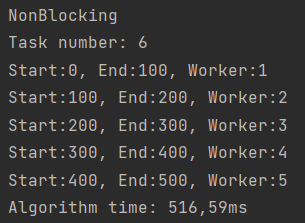 NonBlocking
Task number: 6
Start:0, End:100, Worker:1
Start:100, End:200, Worker:2
Start:200, End:300, Worker:3
Start:300, End:400, Worker:4
Start:400, End:500, Worker:5
Algorithm time: 516,59ms